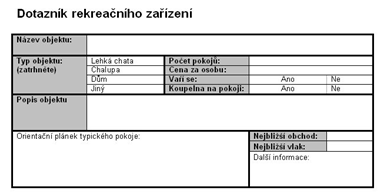 Dotazník rekreačního zařízení
Název objektu:
Typ objektu: Lehká chata Počet pokojů:
(zatrhněte) Chalupa Cena za osobu:
Dům Vaří se: Ano Ne
Jiný Koupelna na pokoji: Ano Ne
Popis objektu
Orientační plánek typického pokoje: Nejbližší obchod:
Nejbližší vlak:
Další informace: